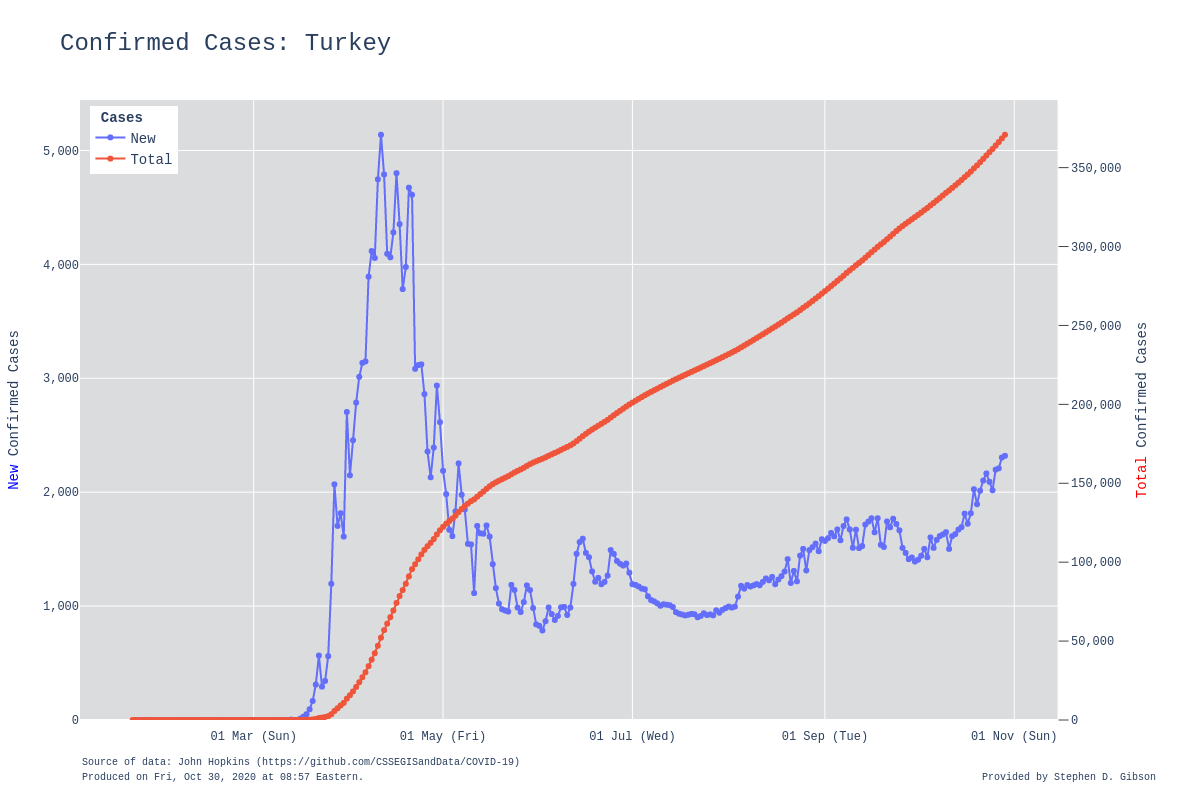 Confirmed Cases: Turkey
Cases
New
Total
5,000
4,000
3,000
2,000
1,000
0
350,000
300,000
250,000
200,000
150,000
100,000
50,000
0
New Confirmed Cases
Total Confirmed Cases
01 Mar (Sun)
01 May (Fri)
01 Jul (Wed)
01 Sep (Tue)
01 Nov (Sun)
Source of data: John Hopkins (https://github.com/CSSEGISandData/COVID-19)
Produced on Fri, Oct 30, 2020 at 08:57 Eastern.
Provided by Stephen D. Gibson